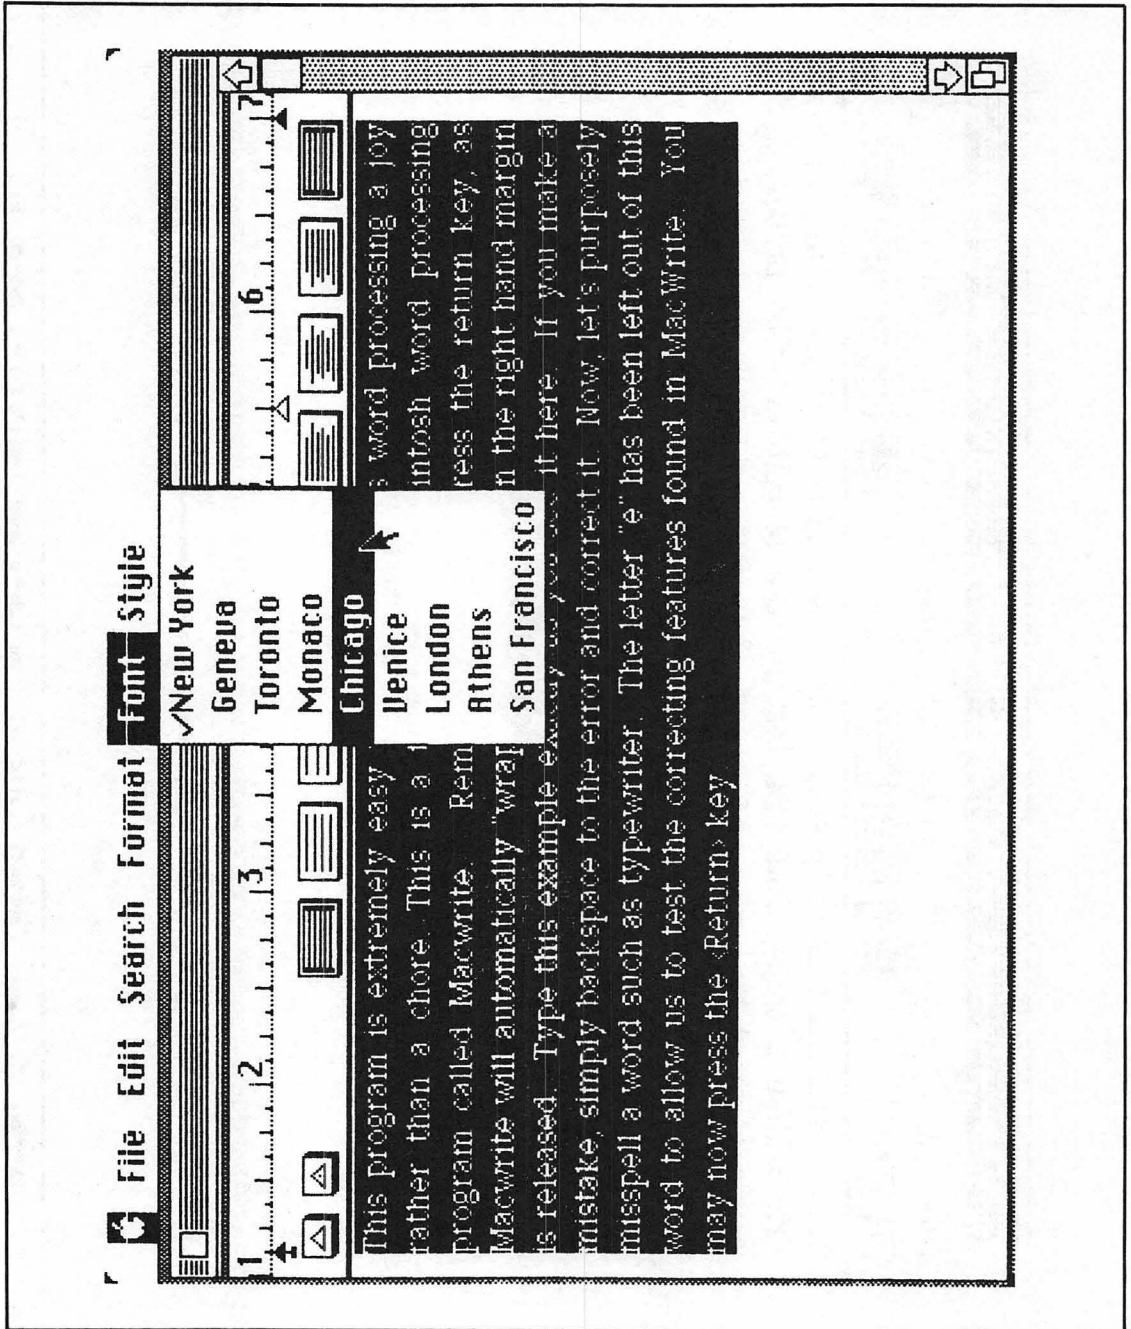 File Edit Search Format Font Style
✓New York
Geneva
Toronto
Monaco
Chicago
Venice
London
Athens
San Francisco
1 2 3 6 7
This program is extremely easy word processing a joy
rather than a chore. This is a word processing
program called Macwrite. the return key, as
Macwrite will automatically "wrap the right hand margin
is released. Type this example it here. If you make a
mistake, simply backspace to the error and correct it. Now, let's purposely
misspell a word such as typewriter. The letter "e" has been left out of this
word to allow us to test the correcting features found in MacWrite. You
may now press the <Return> key